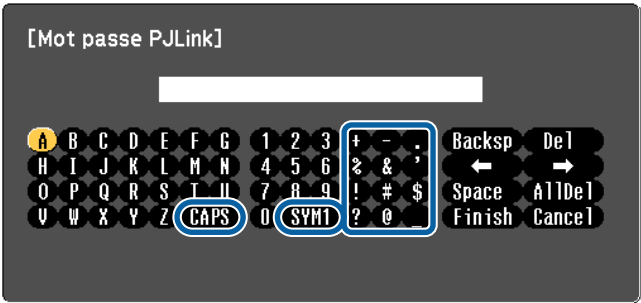 [Mot passe PJLink]
A B C D E F G 1 2 3 + - . Backsp Del
H I J K L M N 4 5 6 % & ’ ← →
O P Q R S T U 7 8 9 ! # $ Space AllDel
V W X Y Z CAPS 0 SYM1 ? @ _ Finish Cancel